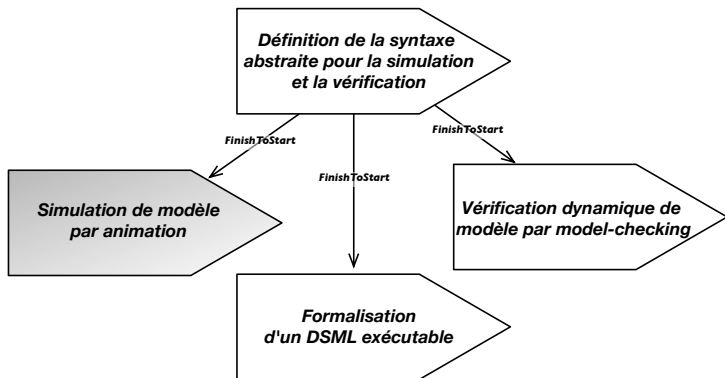 Définition de la syntaxe
abstraite pour la simulation
et la vérification
FinishToStart
FinishToStart
FinishToStart
Simulation de modèle
par animation
Vérification dynamique de
modèle par model-checking
Formalisation
d'un DSML exécutable